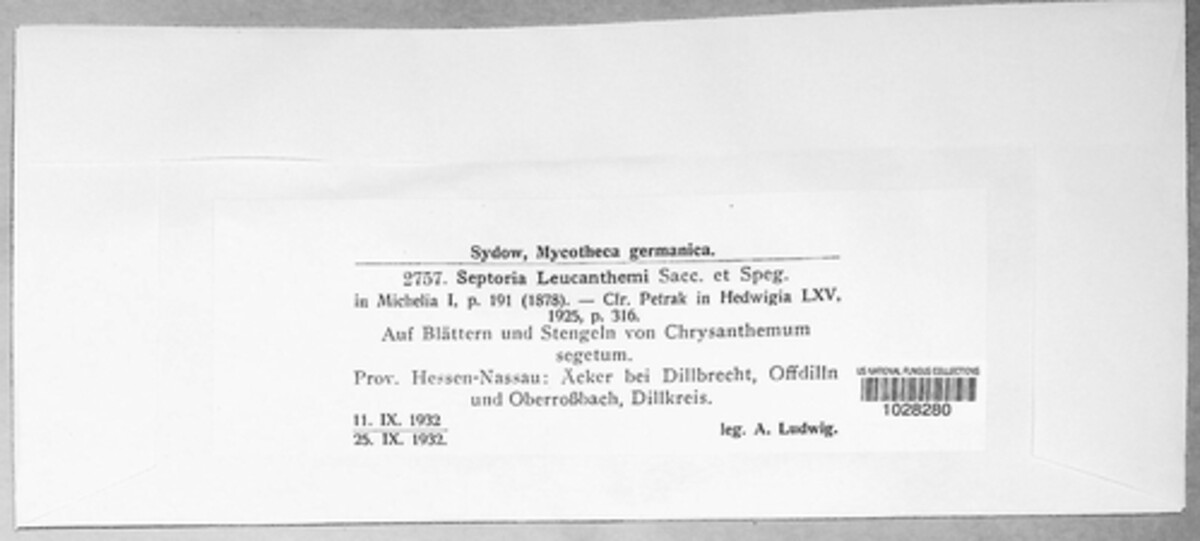 Sydow, Mycotheca germanica.
2757. Septoria Leucanthemi Sacc. et Speg.
in Michelia I, p. 191 (1878). — Cfr. Petrak in Hedwigia LXV,
1925, p. 316.
Auf Blättern und Stengeln von Chrysanthemum
segetum.
Prov. Hessen-Nassau: Äcker bei Dillbrecht, Offdilln
und Oberroßbach, Dillkreis.
11. IX. 1932
25. IX. 1932.
leg. A. Ludwig.
US NATIONAL FUNGUS COLLECTIONS
1028280